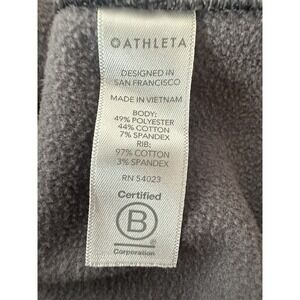 ATHLETA
DESIGNED IN
SAN FRANCISCO
MADE IN VIETNAM
BODY:
49% POLYESTER
44% COTTON
7% SPANDEX
RIB:
97% COTTON
3% SPANDEX
RN 54023
Certified
B
Corporation